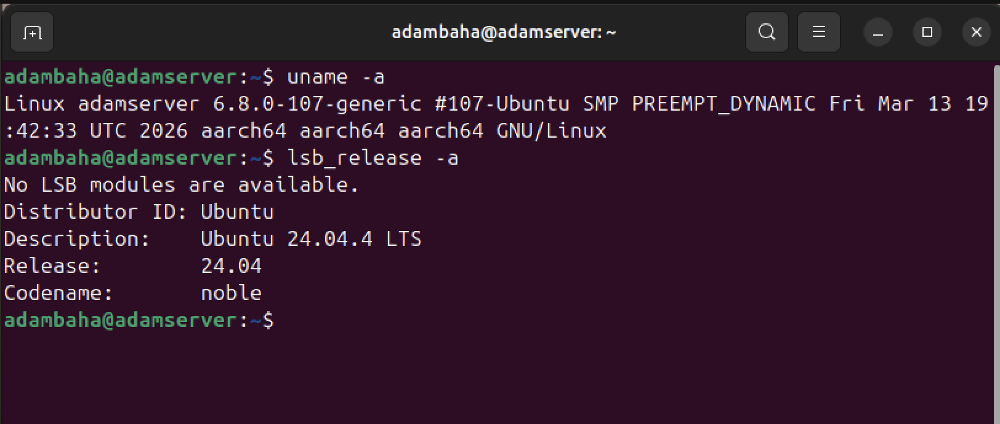 adambaha@adamserver: ~
adambaha@adamserver:~$ uname -a
Linux adamserver 6.8.0-107-generic #107-Ubuntu SMP PREEMPT_DYNAMIC Fri Mar 13 19
:42:33 UTC 2026 aarch64 aarch64 aarch64 GNU/Linux
adambaha@adamserver:~$ lsb_release -a
No LSB modules are available.
Distributor ID: Ubuntu
Description:    Ubuntu 24.04.4 LTS
Release:        24.04
Codename:       noble
adambaha@adamserver:~$